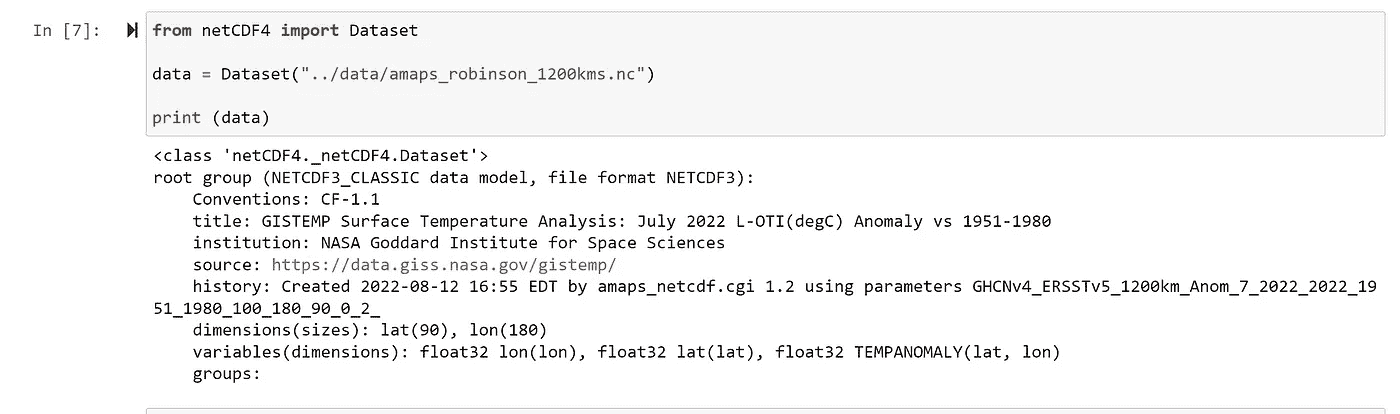 In [7]:
from netCDF4 import Dataset
data = Dataset("../data/amaps_robinson_1200kms.nc")
print (data)
<class 'netCDF4._netCDF4.Dataset'>
root group (NETCDF3_CLASSIC data model, file format NETCDF3):
    Conventions: CF-1.1
    title: GISTEMP Surface Temperature Analysis: July 2022 L-OTI(degC) Anomaly vs 1951-1980
    institution: NASA Goddard Institute for Space Sciences
    source: https://data.giss.nasa.gov/gistemp/
    history: Created 2022-08-12 16:55 EDT by amaps_netcdf.cgi 1.2 using parameters GHCNv4_ERSSTv5_1200km_Anom_7_2022_2022_19
51_1980_100_180_90_0_2_
    dimensions(sizes): lat(90), lon(180)
    variables(dimensions): float32 lon(lon), float32 lat(lat), float32 TEMPANOMALY(lat, lon)
    groups: